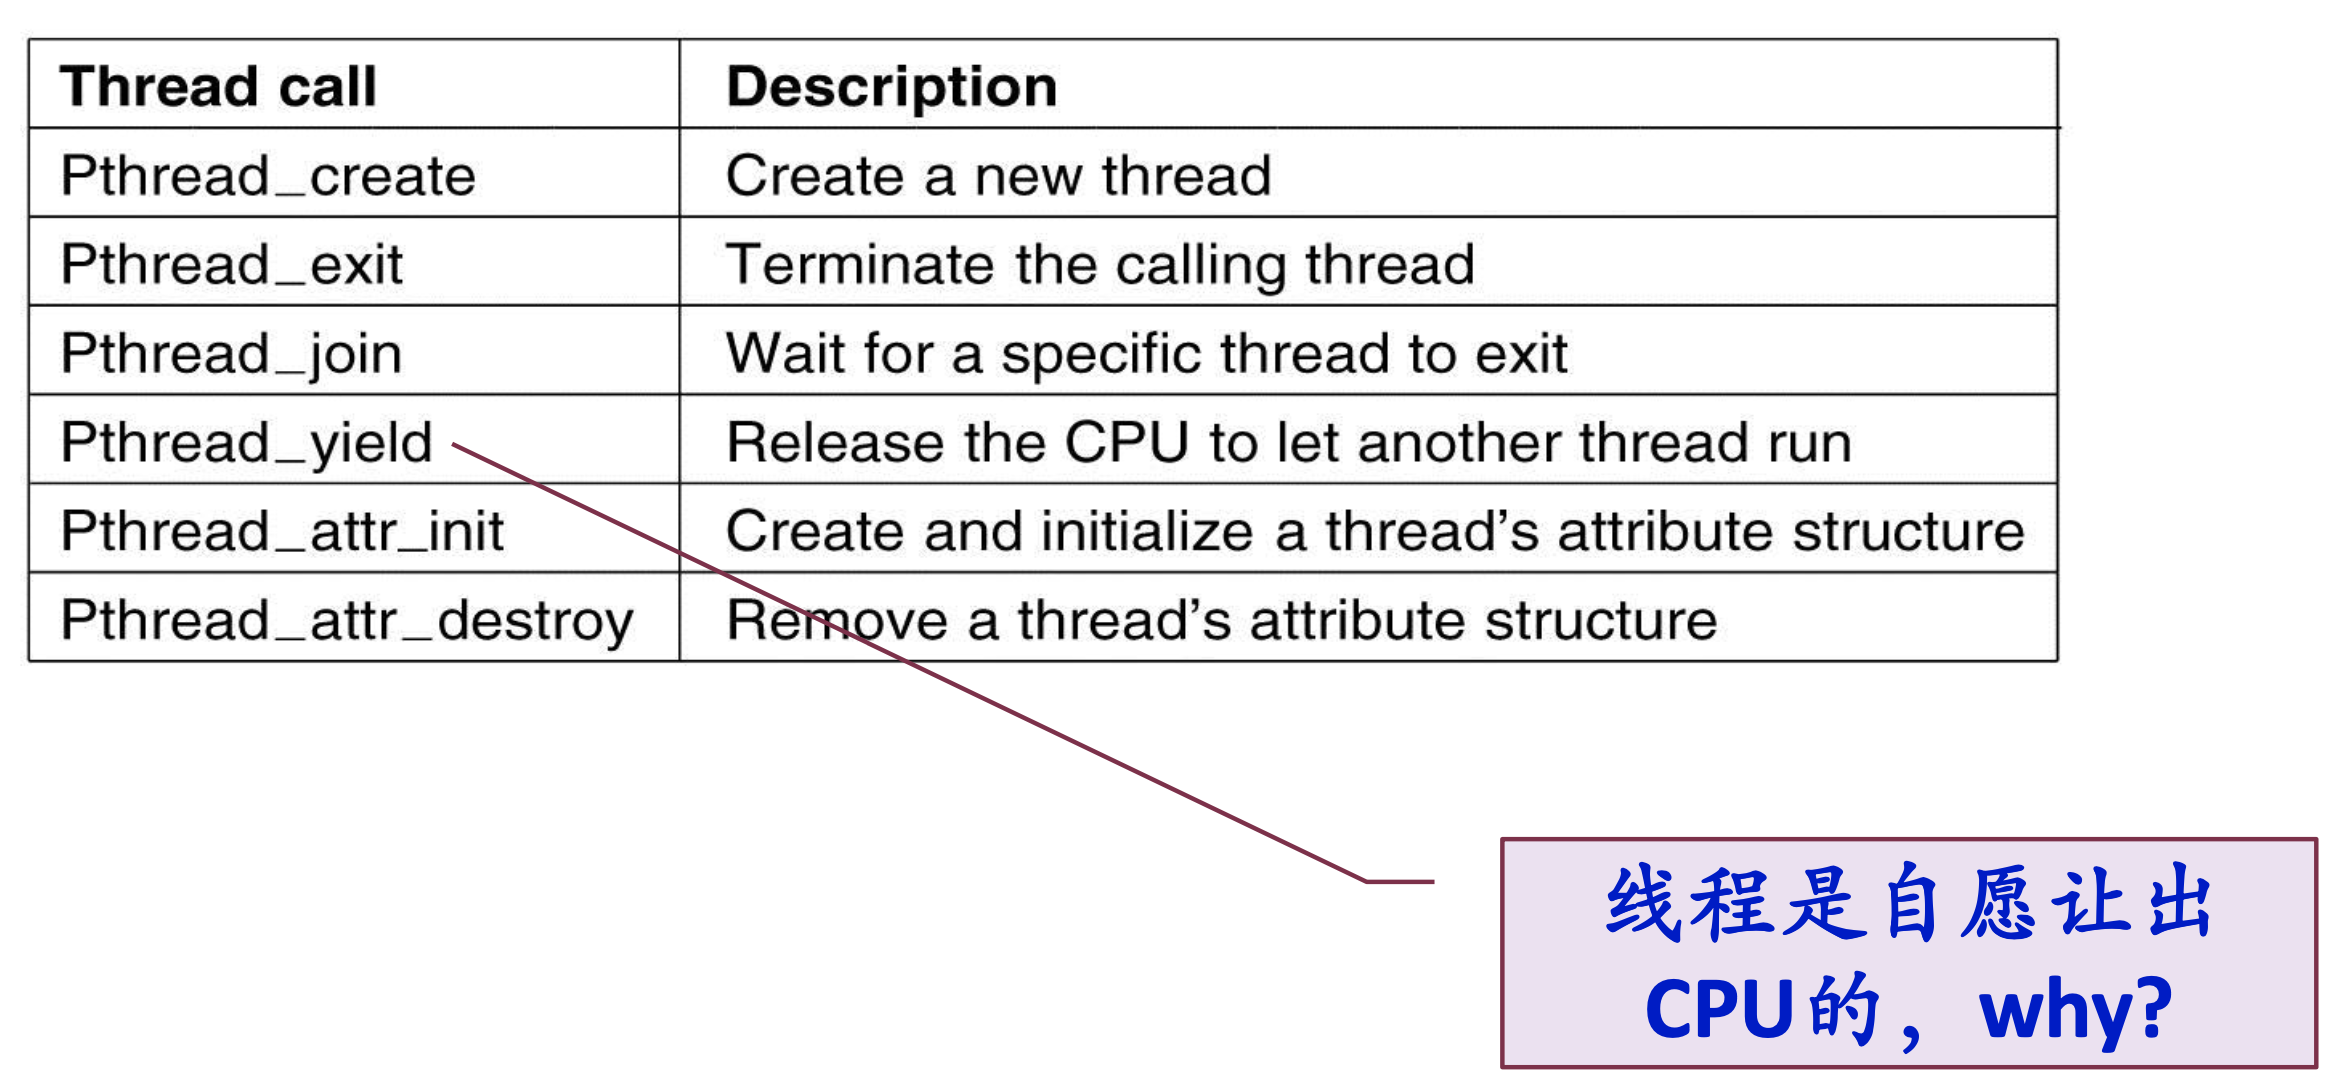 Thread call Description
Pthread_create Create a new thread
Pthread_exit Terminate the calling thread
Pthread_join Wait for a specific thread to exit
Pthread_yield Release the CPU to let another thread run
Pthread_attr_init Create and initialize a thread’s attribute structure
Pthread_attr_destroy Remove a thread’s attribute structure
线程是自愿让出
CPU的，why?